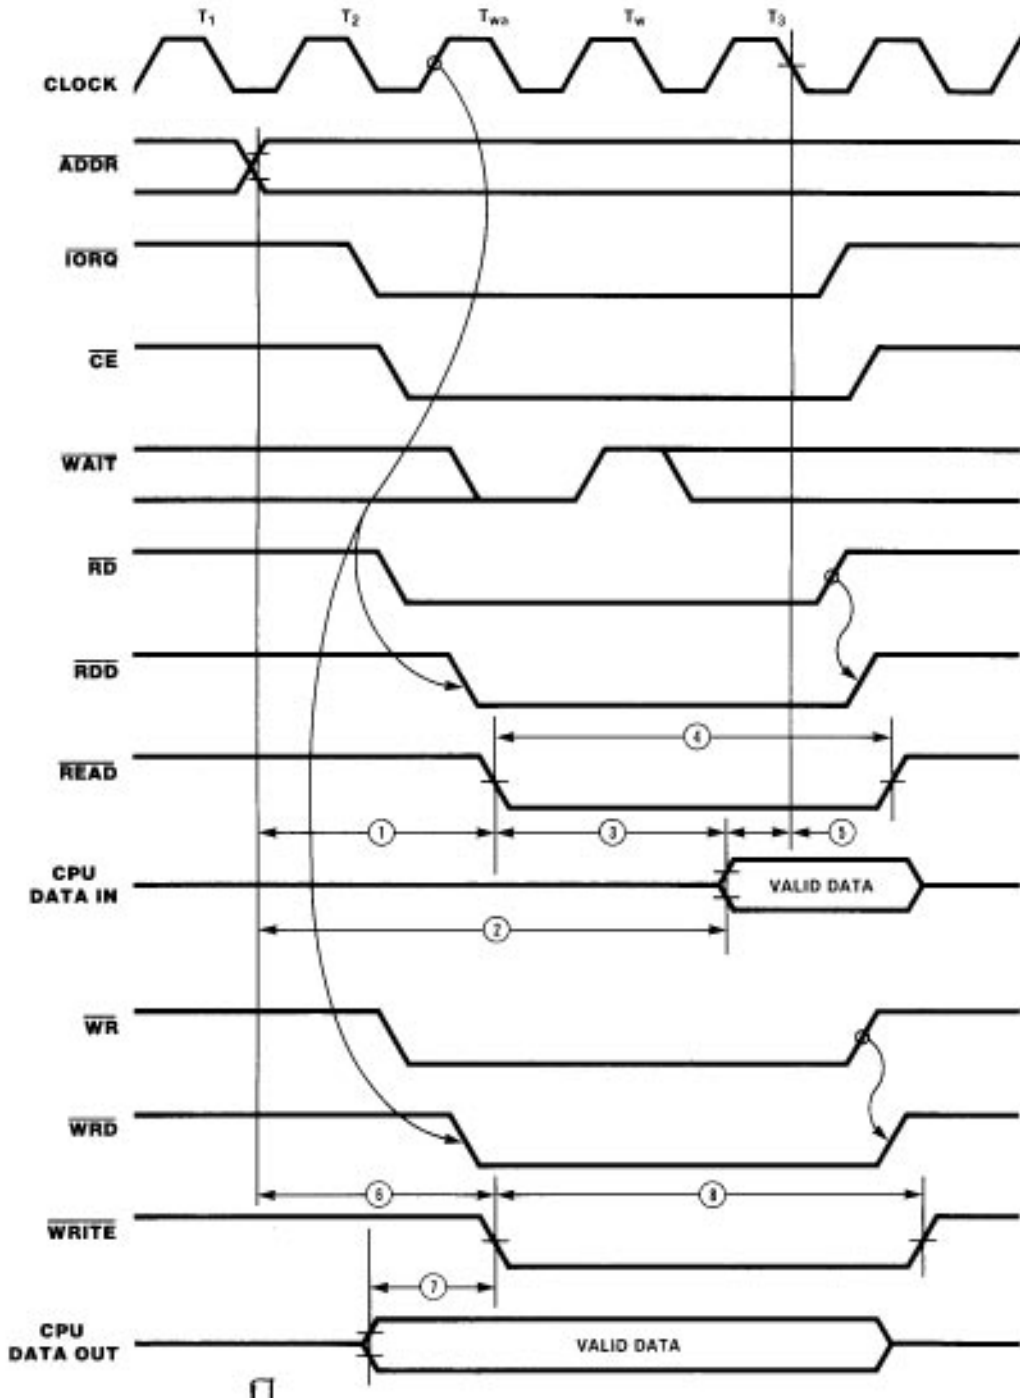 T1 T2 Twa Tw T3
CLOCK
ADDR
IORQ
CE
WAIT
RD
RDD
4
READ
1 3 5
CPU
DATA IN
VALID DATA
2
WR
WRD
6 8
WRITE
7
CPU
DATA OUT
VALID DATA